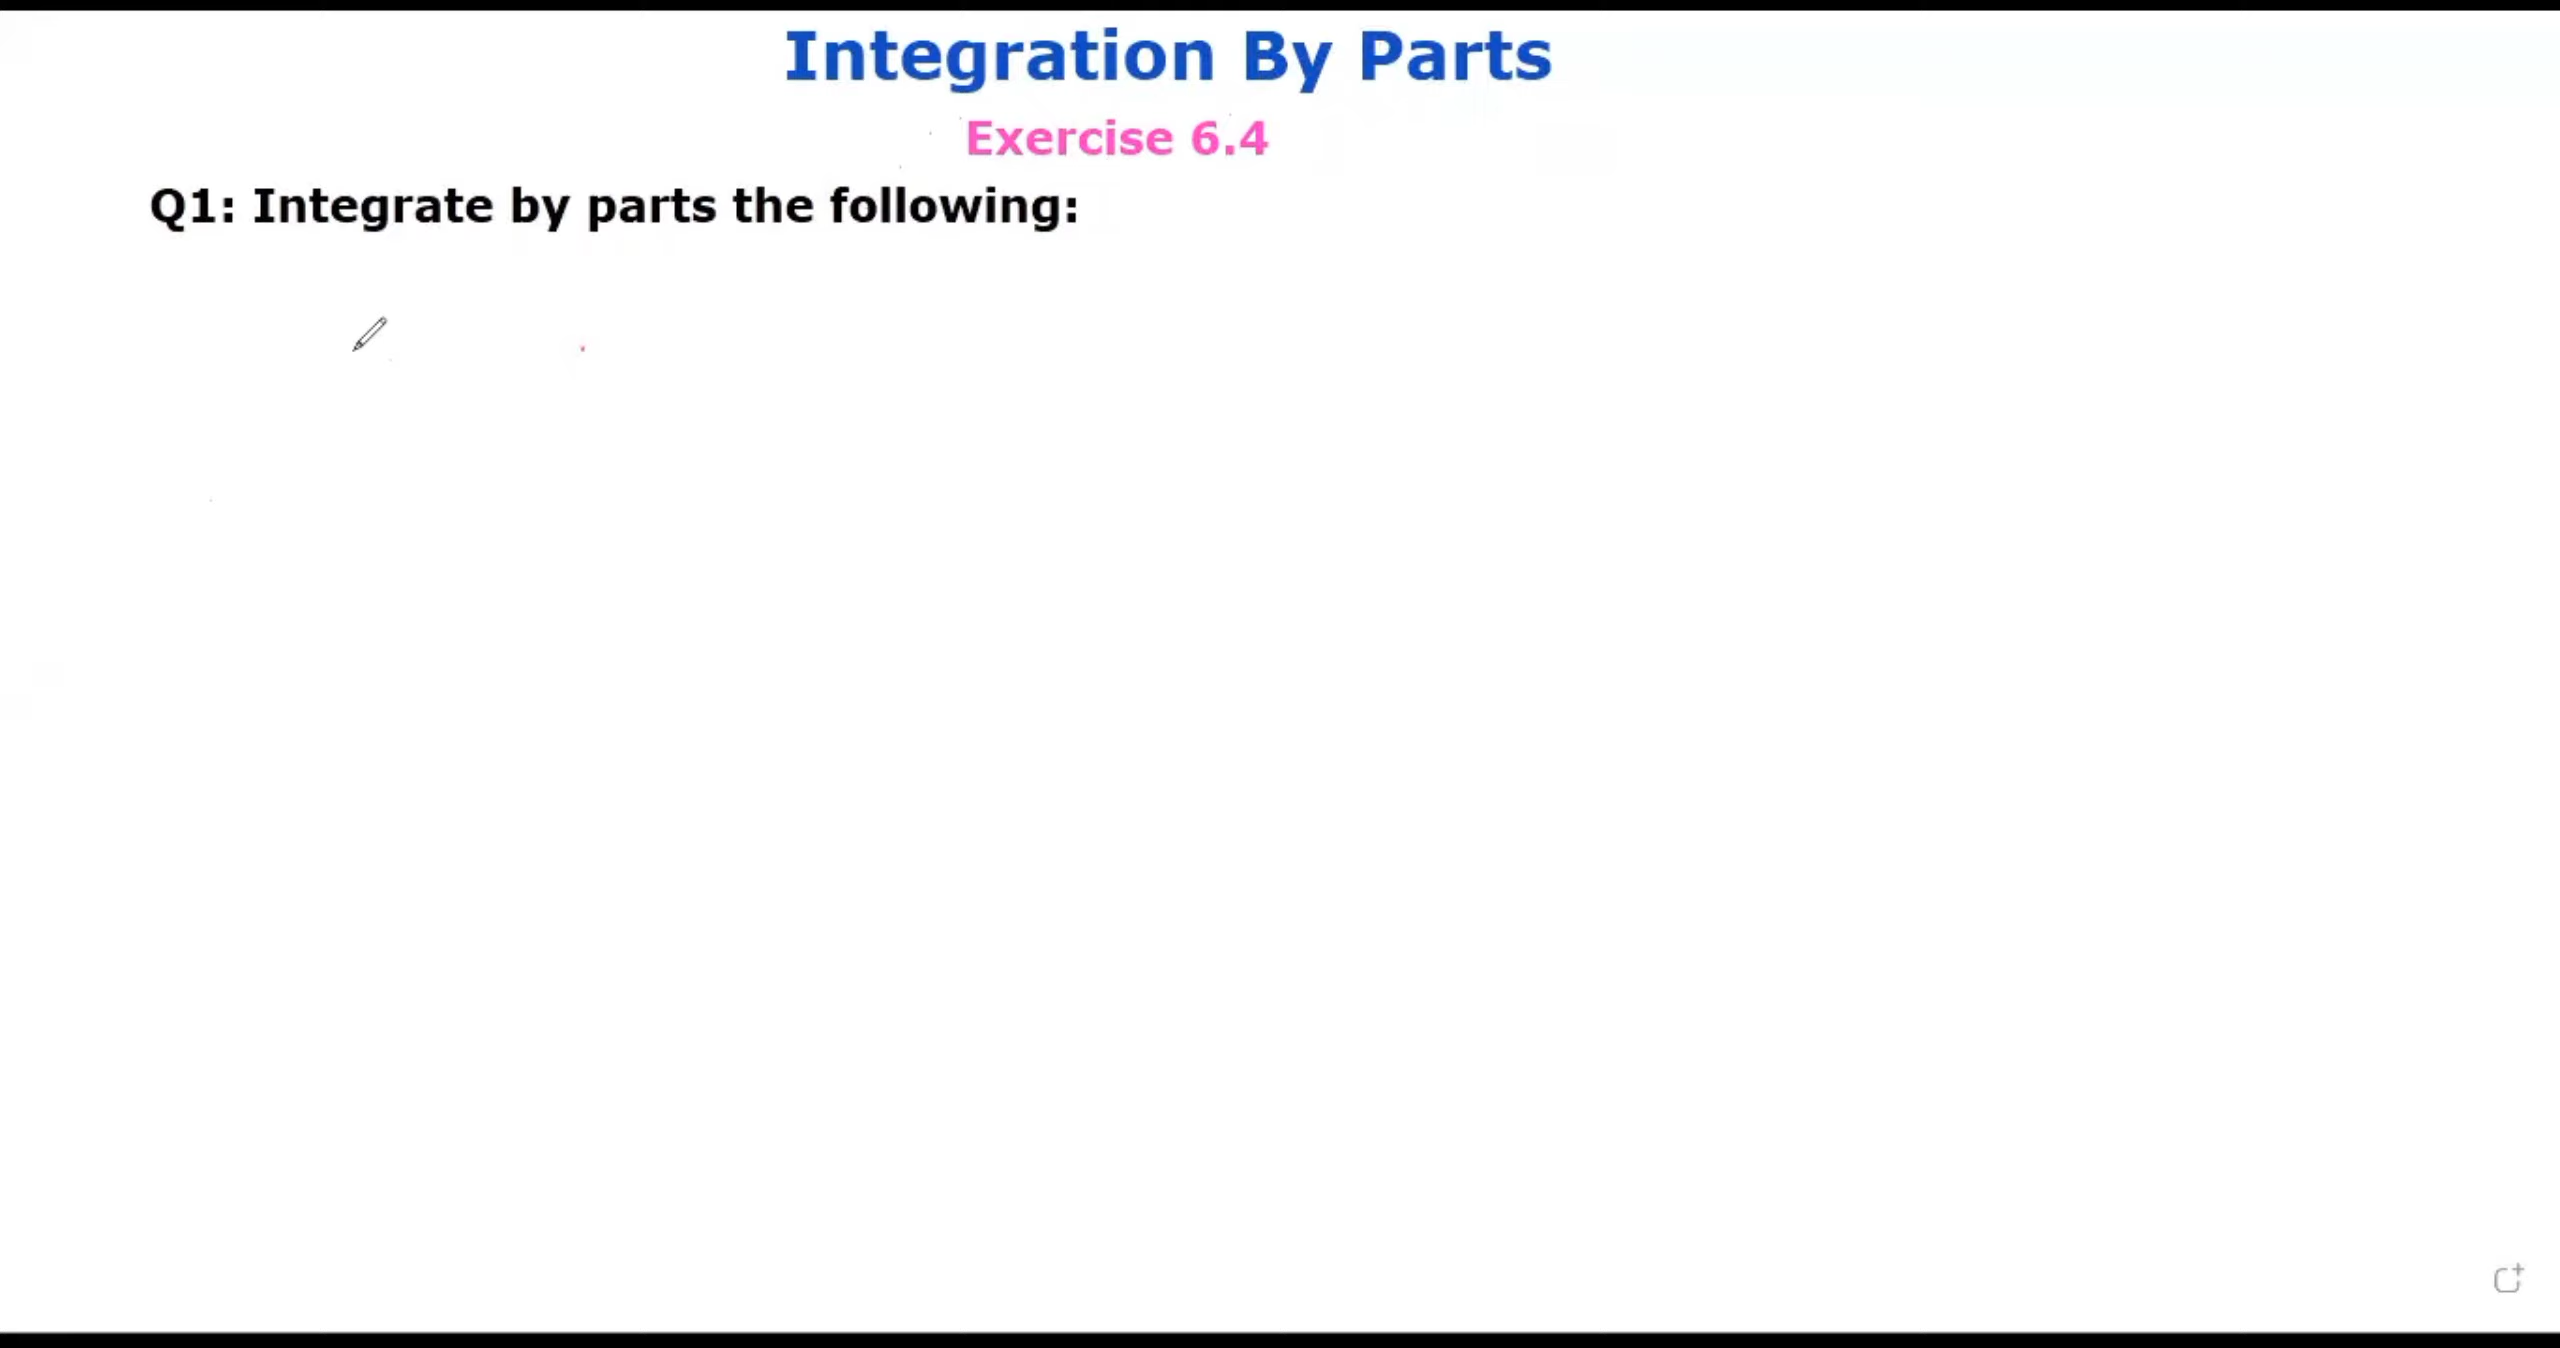 Integration By Parts
Exercise 6.4
Q1: Integrate by parts the following: